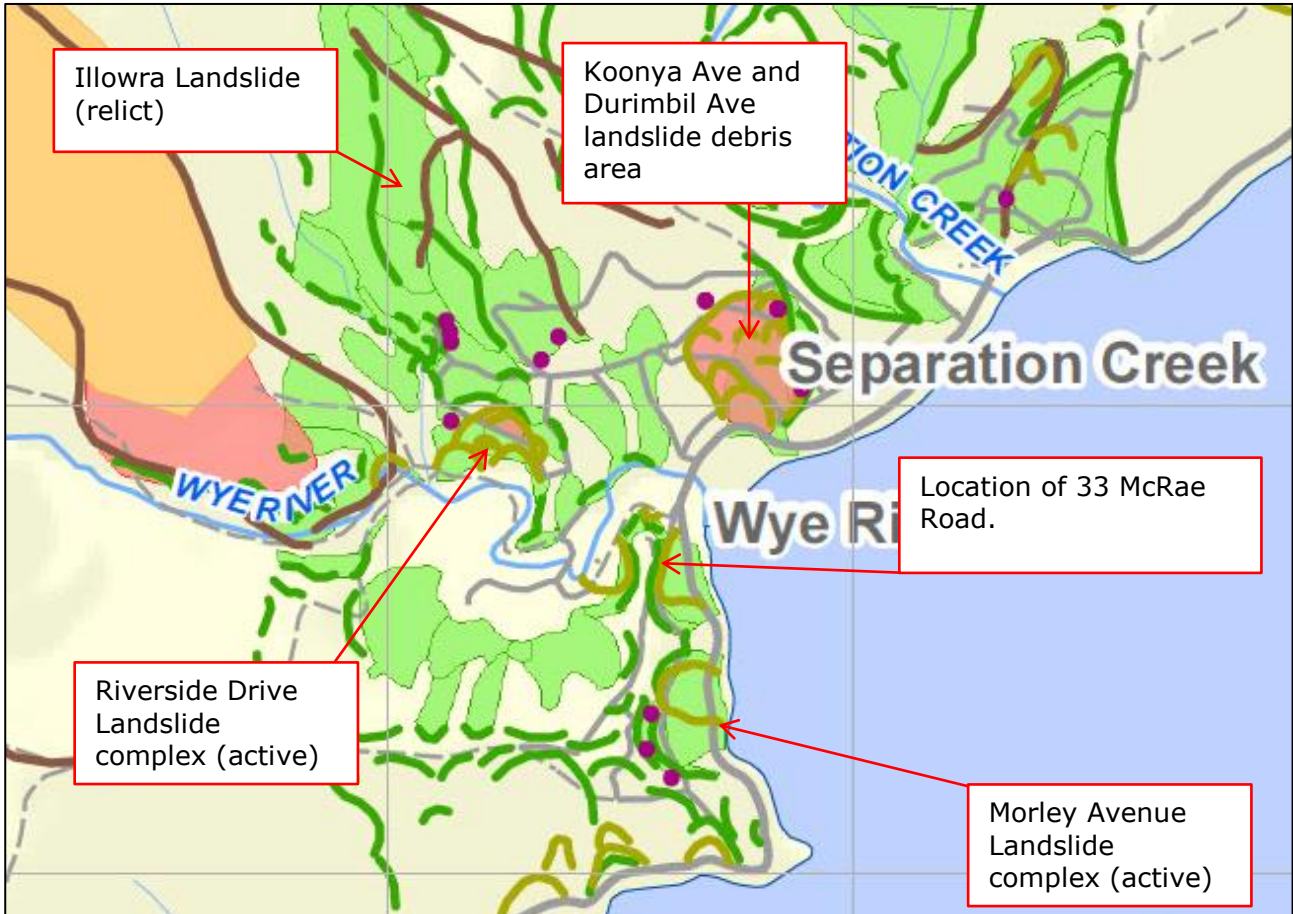 Illowra Landslide
(relict)
Koonya Ave and
Durimbil Ave
landslide debris
area
TION CREEK
Separation Creek
WYE RIVER
Wye Ri
Location of 33 McRae
Road.
Riverside Drive
Landslide
complex (active)
Morley Avenue
Landslide
complex (active)